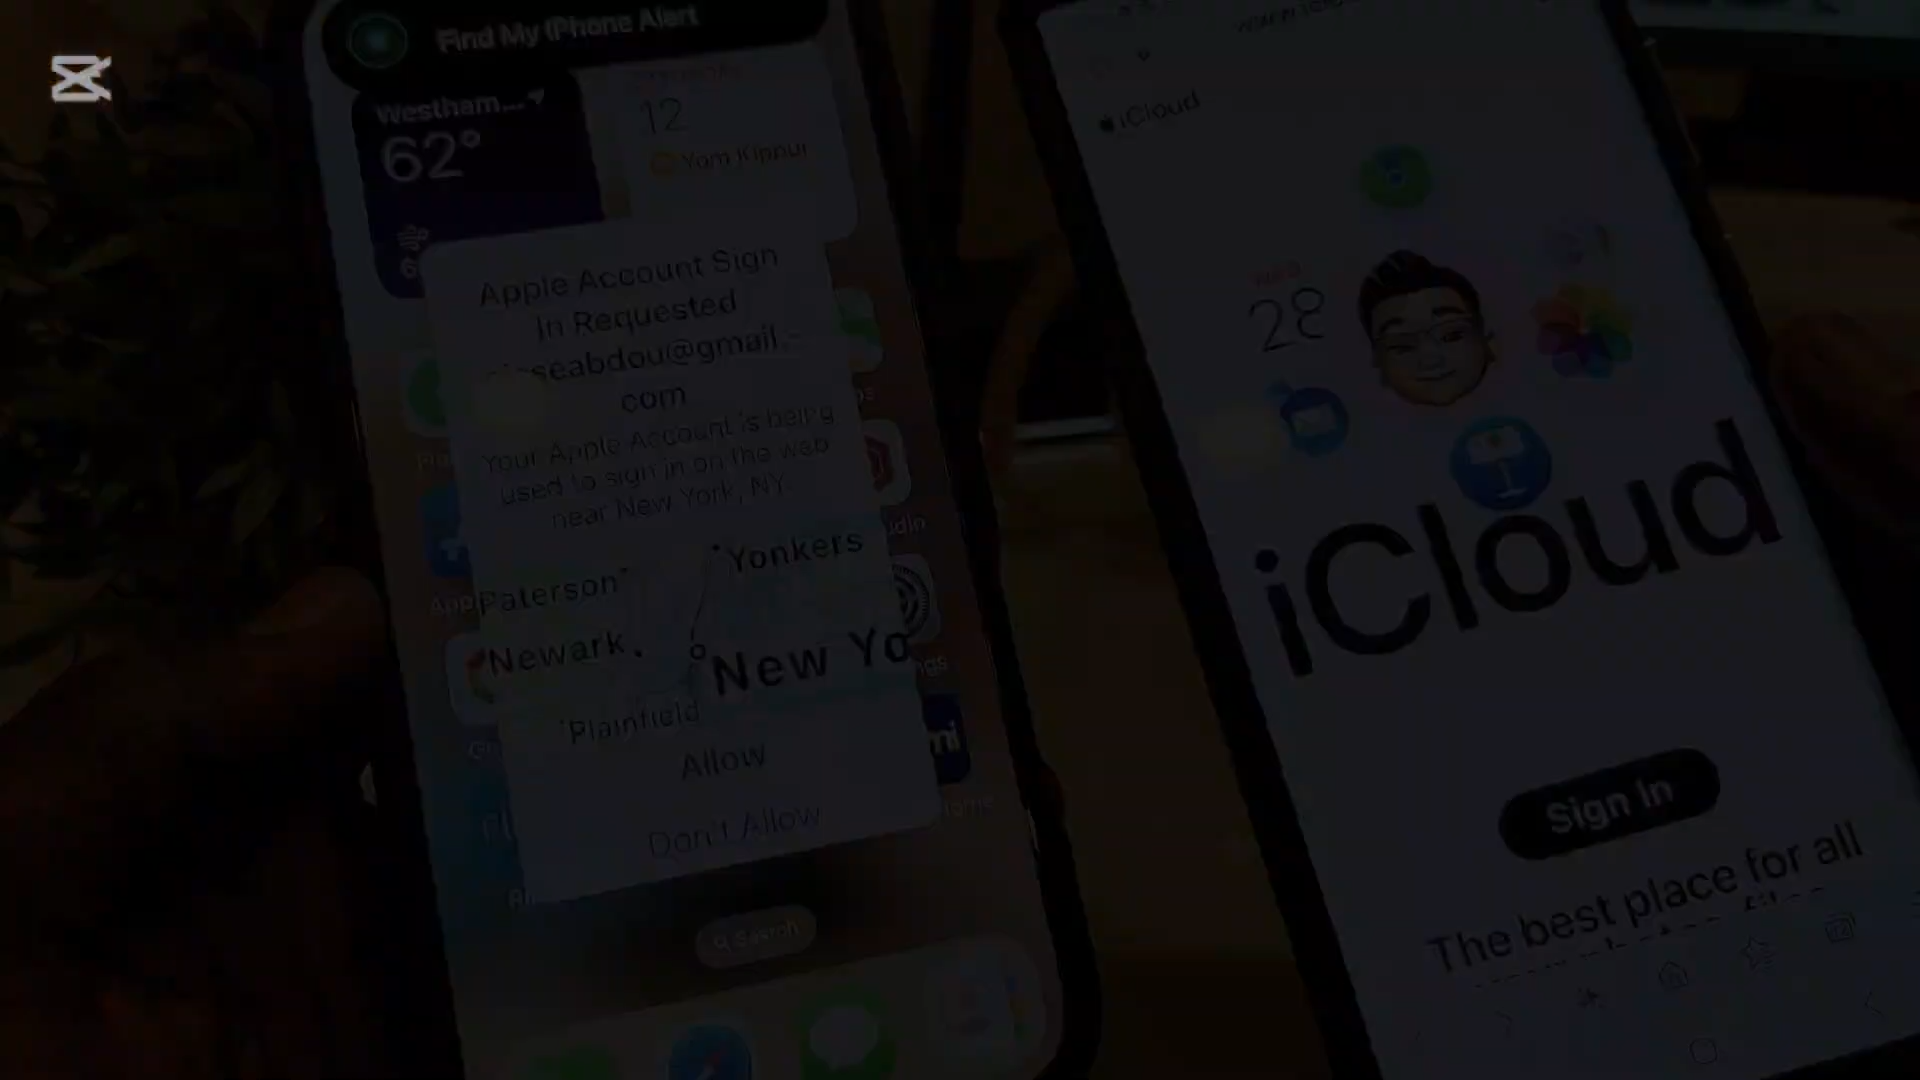 Find My iPhone Alert
Westham...
62°
12
Yom Kippur
Apple Account Sign
In Requested
seabdou@gmail.-
com
Your Apple Account is being
used to sign in on the web
near New York, NY.
Yonkers
Paterson
Newark
New Yo
Plainfield
Allow
Don't Allow
Search
iCloud
28
iCloud
Sign In
The best place for all